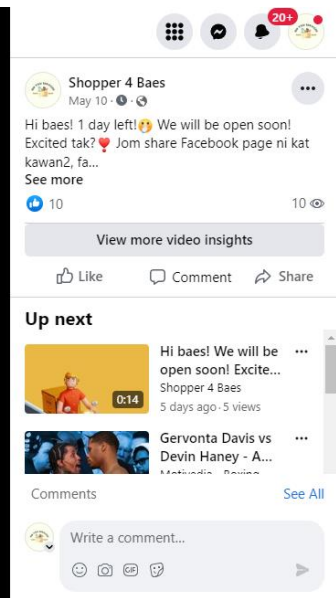 20+
Shopper 4 Baes
May 10 ·
Hi baes! 1 day left!🤭 We will be open soon!
Excited tak?❣️ Jom share Facebook page ni kat
kawan2, fa...
See more
10
10
View more video insights
Like Comment Share
Up next
Hi baes! We will be
open soon! Excite...
Shopper 4 Baes
5 days ago · 5 views
0:14
Gervonta Davis vs
Devin Haney - A...
Comments See All
Write a comment...
GIF